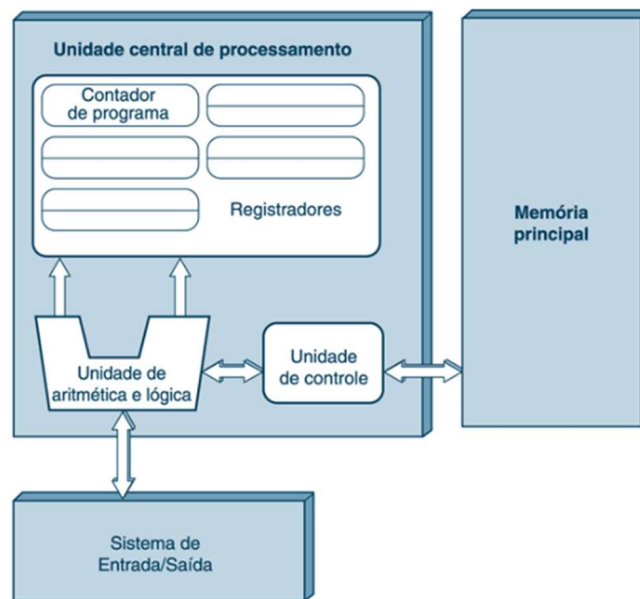 Unidade central de processamento
Contador
de programa
Registradores
Memória
principal
Unidade de
aritmética e lógica
Unidade
de controle
Sistema de
Entrada/Saída